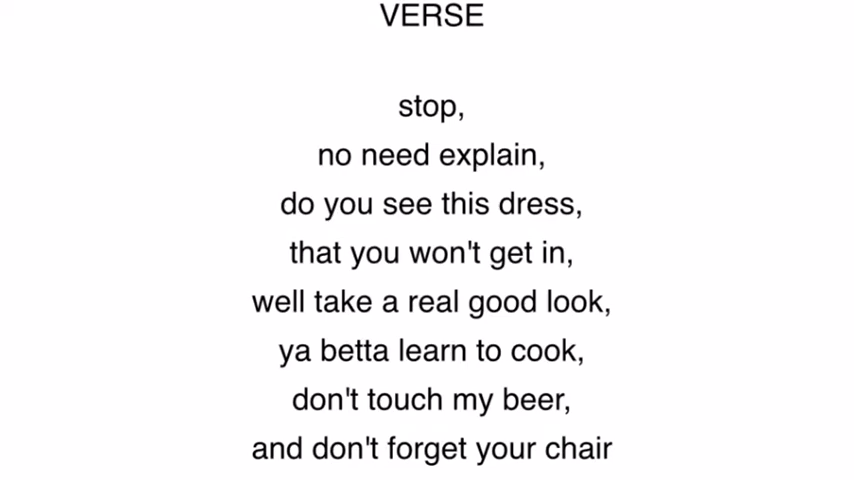 VERSE
stop,
no need explain,
do you see this dress,
that you won't get in,
well take a real good look,
ya betta learn to cook,
don't touch my beer,
and don't forget your chair